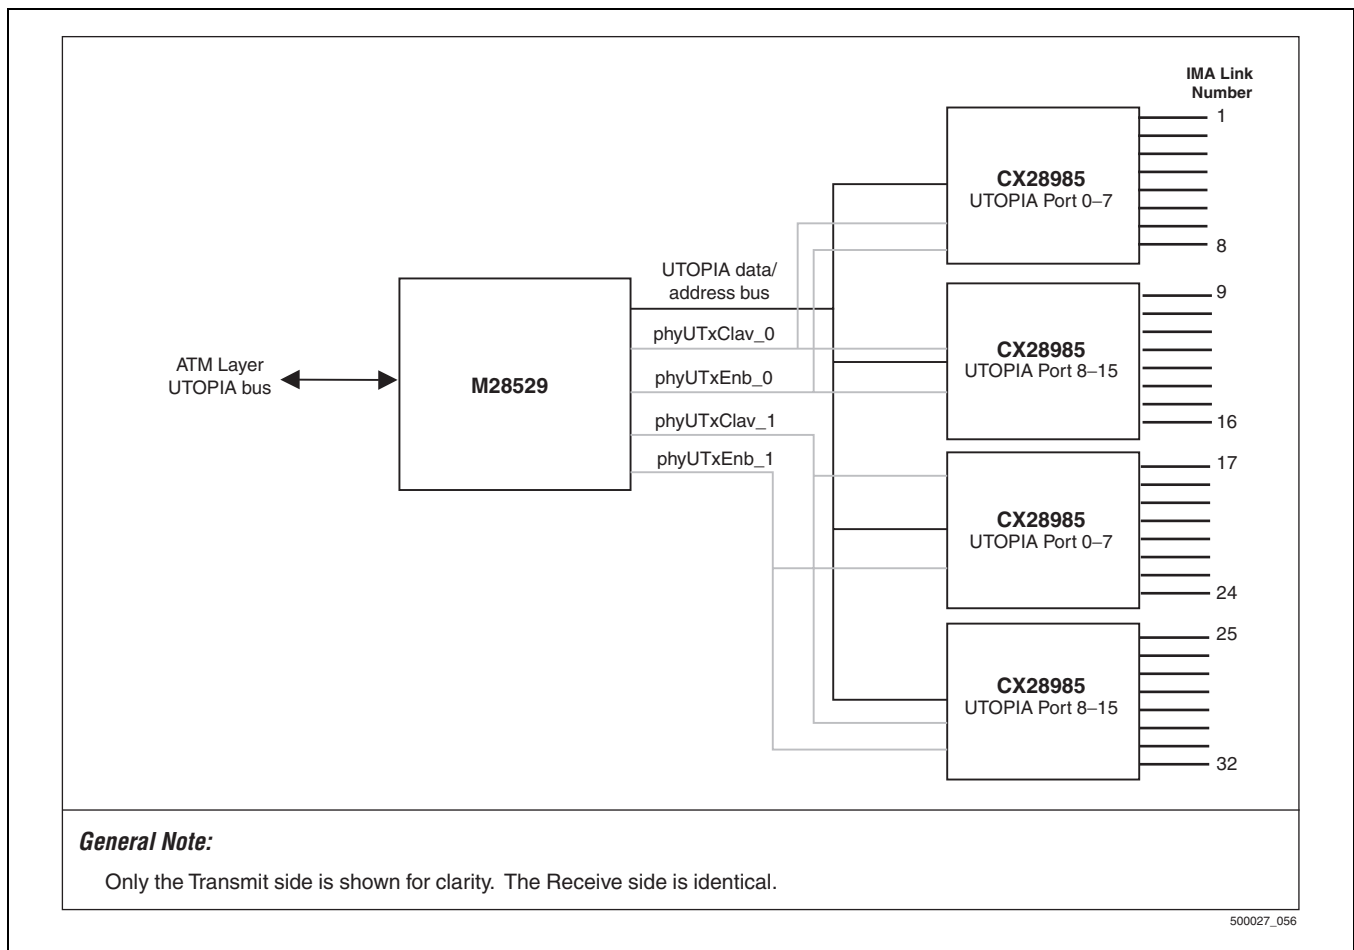 IMA Link
Number
1
CX28985
UTOPIA Port 0–7
8
UTOPIA data/
address bus
9
phyUTxClav_0
CX28985
UTOPIA Port 8–15
ATM Layer
UTOPIA bus
M28529
phyUTxEnb_0
phyUTxClav_1
16
phyUTxEnb_1
17
CX28985
UTOPIA Port 0–7
24
25
CX28985
UTOPIA Port 8–15
32
General Note:
Only the Transmit side is shown for clarity. The Receive side is identical.
500027_056